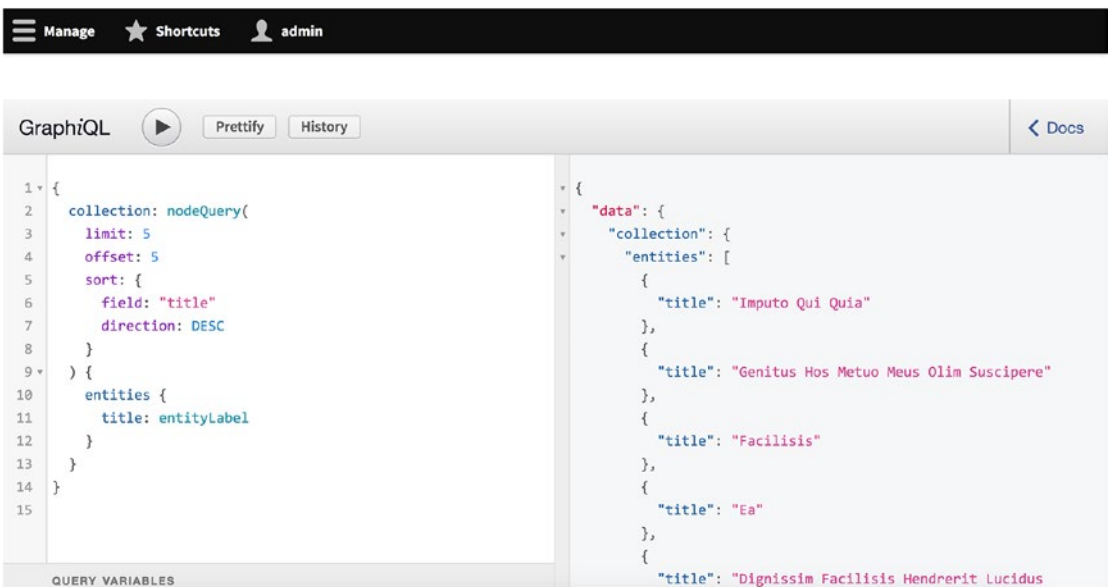 Manage Shortcuts admin
GraphiQL Prettify History Docs
1 {
2 collection: nodeQuery(
3 limit: 5
4 offset: 5
5 sort: {
6 field: "title"
7 direction: DESC
8 }
9 ) {
10 entities {
11 title: entityLabel
12 }
13 }
14 }
15
QUERY VARIABLES
{
"data": {
"collection": {
"entities": [
{
"title": "Imputo Qui Quia"
},
{
"title": "Genitus Hos Metuo Meus Olim Suscipere"
},
{
"title": "Facilisis"
},
{
"title": "Ea"
},
{
"title": "Dignissim Facilisis Hendrerit Lucidus